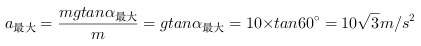 a最大 = mgtanα最大/m = gtanα最大 = 10×tan60° = 10√3m/s²